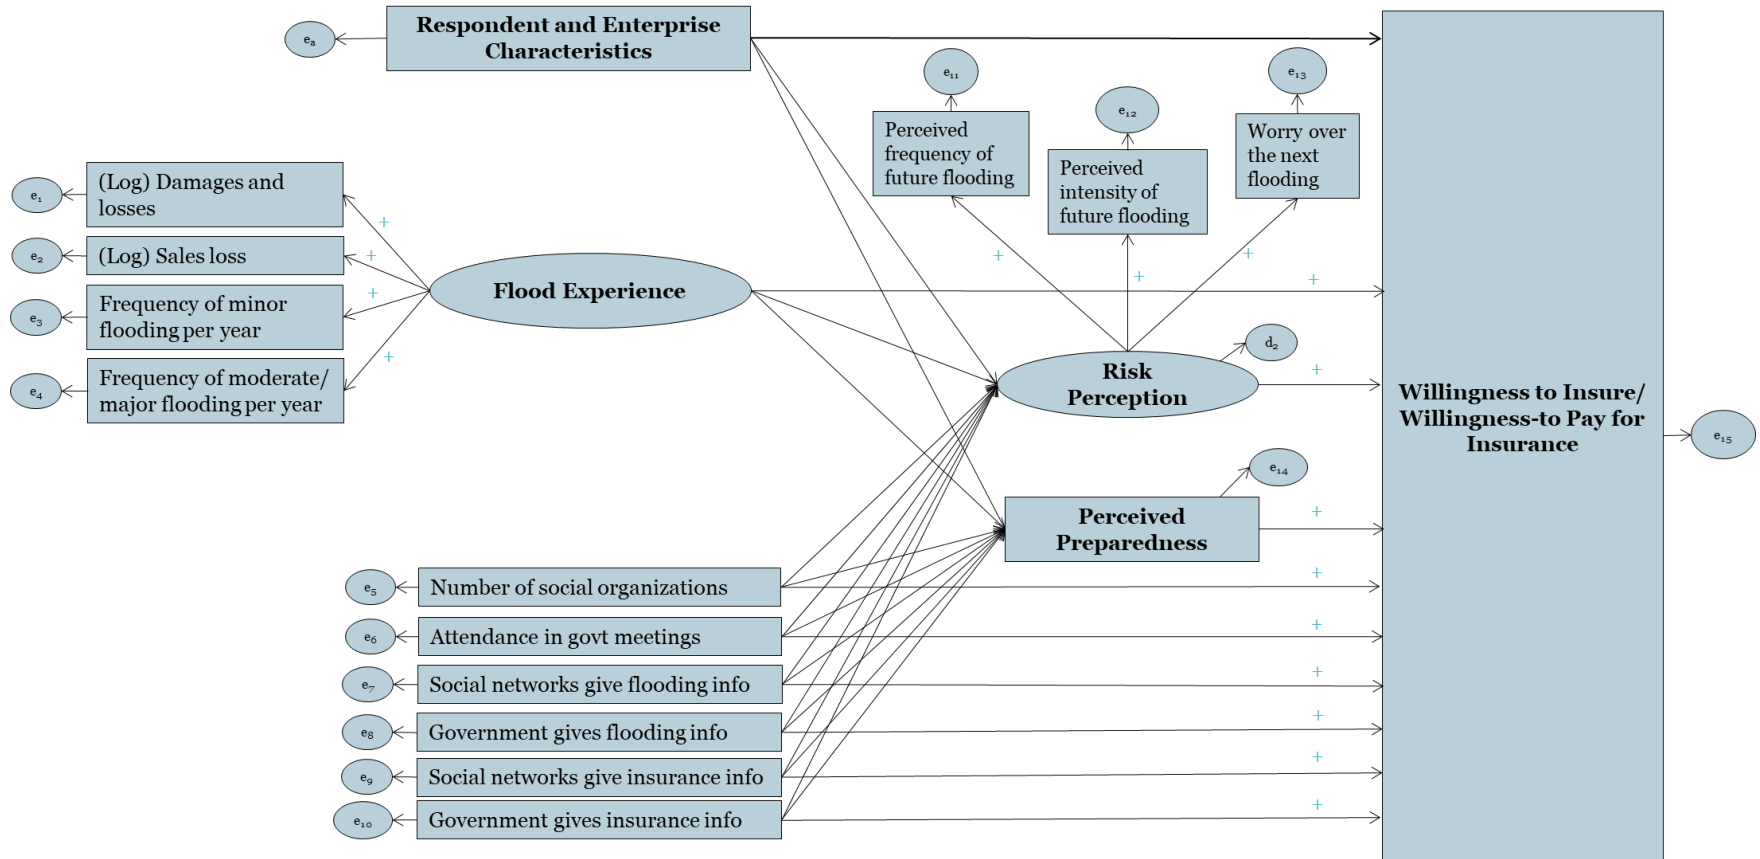 Respondent and Enterprise
Characteristics
eₐ
e₁₁
e₁₂
e₁₃
Perceived
frequency of
future flooding
Perceived
intensity of
future flooding
Worry over
the next
flooding
e₁
(Log) Damages and
losses
+
e₂
(Log) Sales loss
+
e₃
Frequency of minor
flooding per year
+
e₄
Frequency of moderate/
major flooding per year
+
Flood Experience
+
+
+
+
d₂
Risk
Perception
+
Willingness to Insure/
Willingness-to Pay for
Insurance
e₁₅
e₁₄
Perceived
Preparedness
+
e₅
Number of social organizations
+
e₆
Attendance in govt meetings
+
e₇
Social networks give flooding info
+
e₈
Government gives flooding info
+
e₉
Social networks give insurance info
+
e₁₀
Government gives insurance info
+